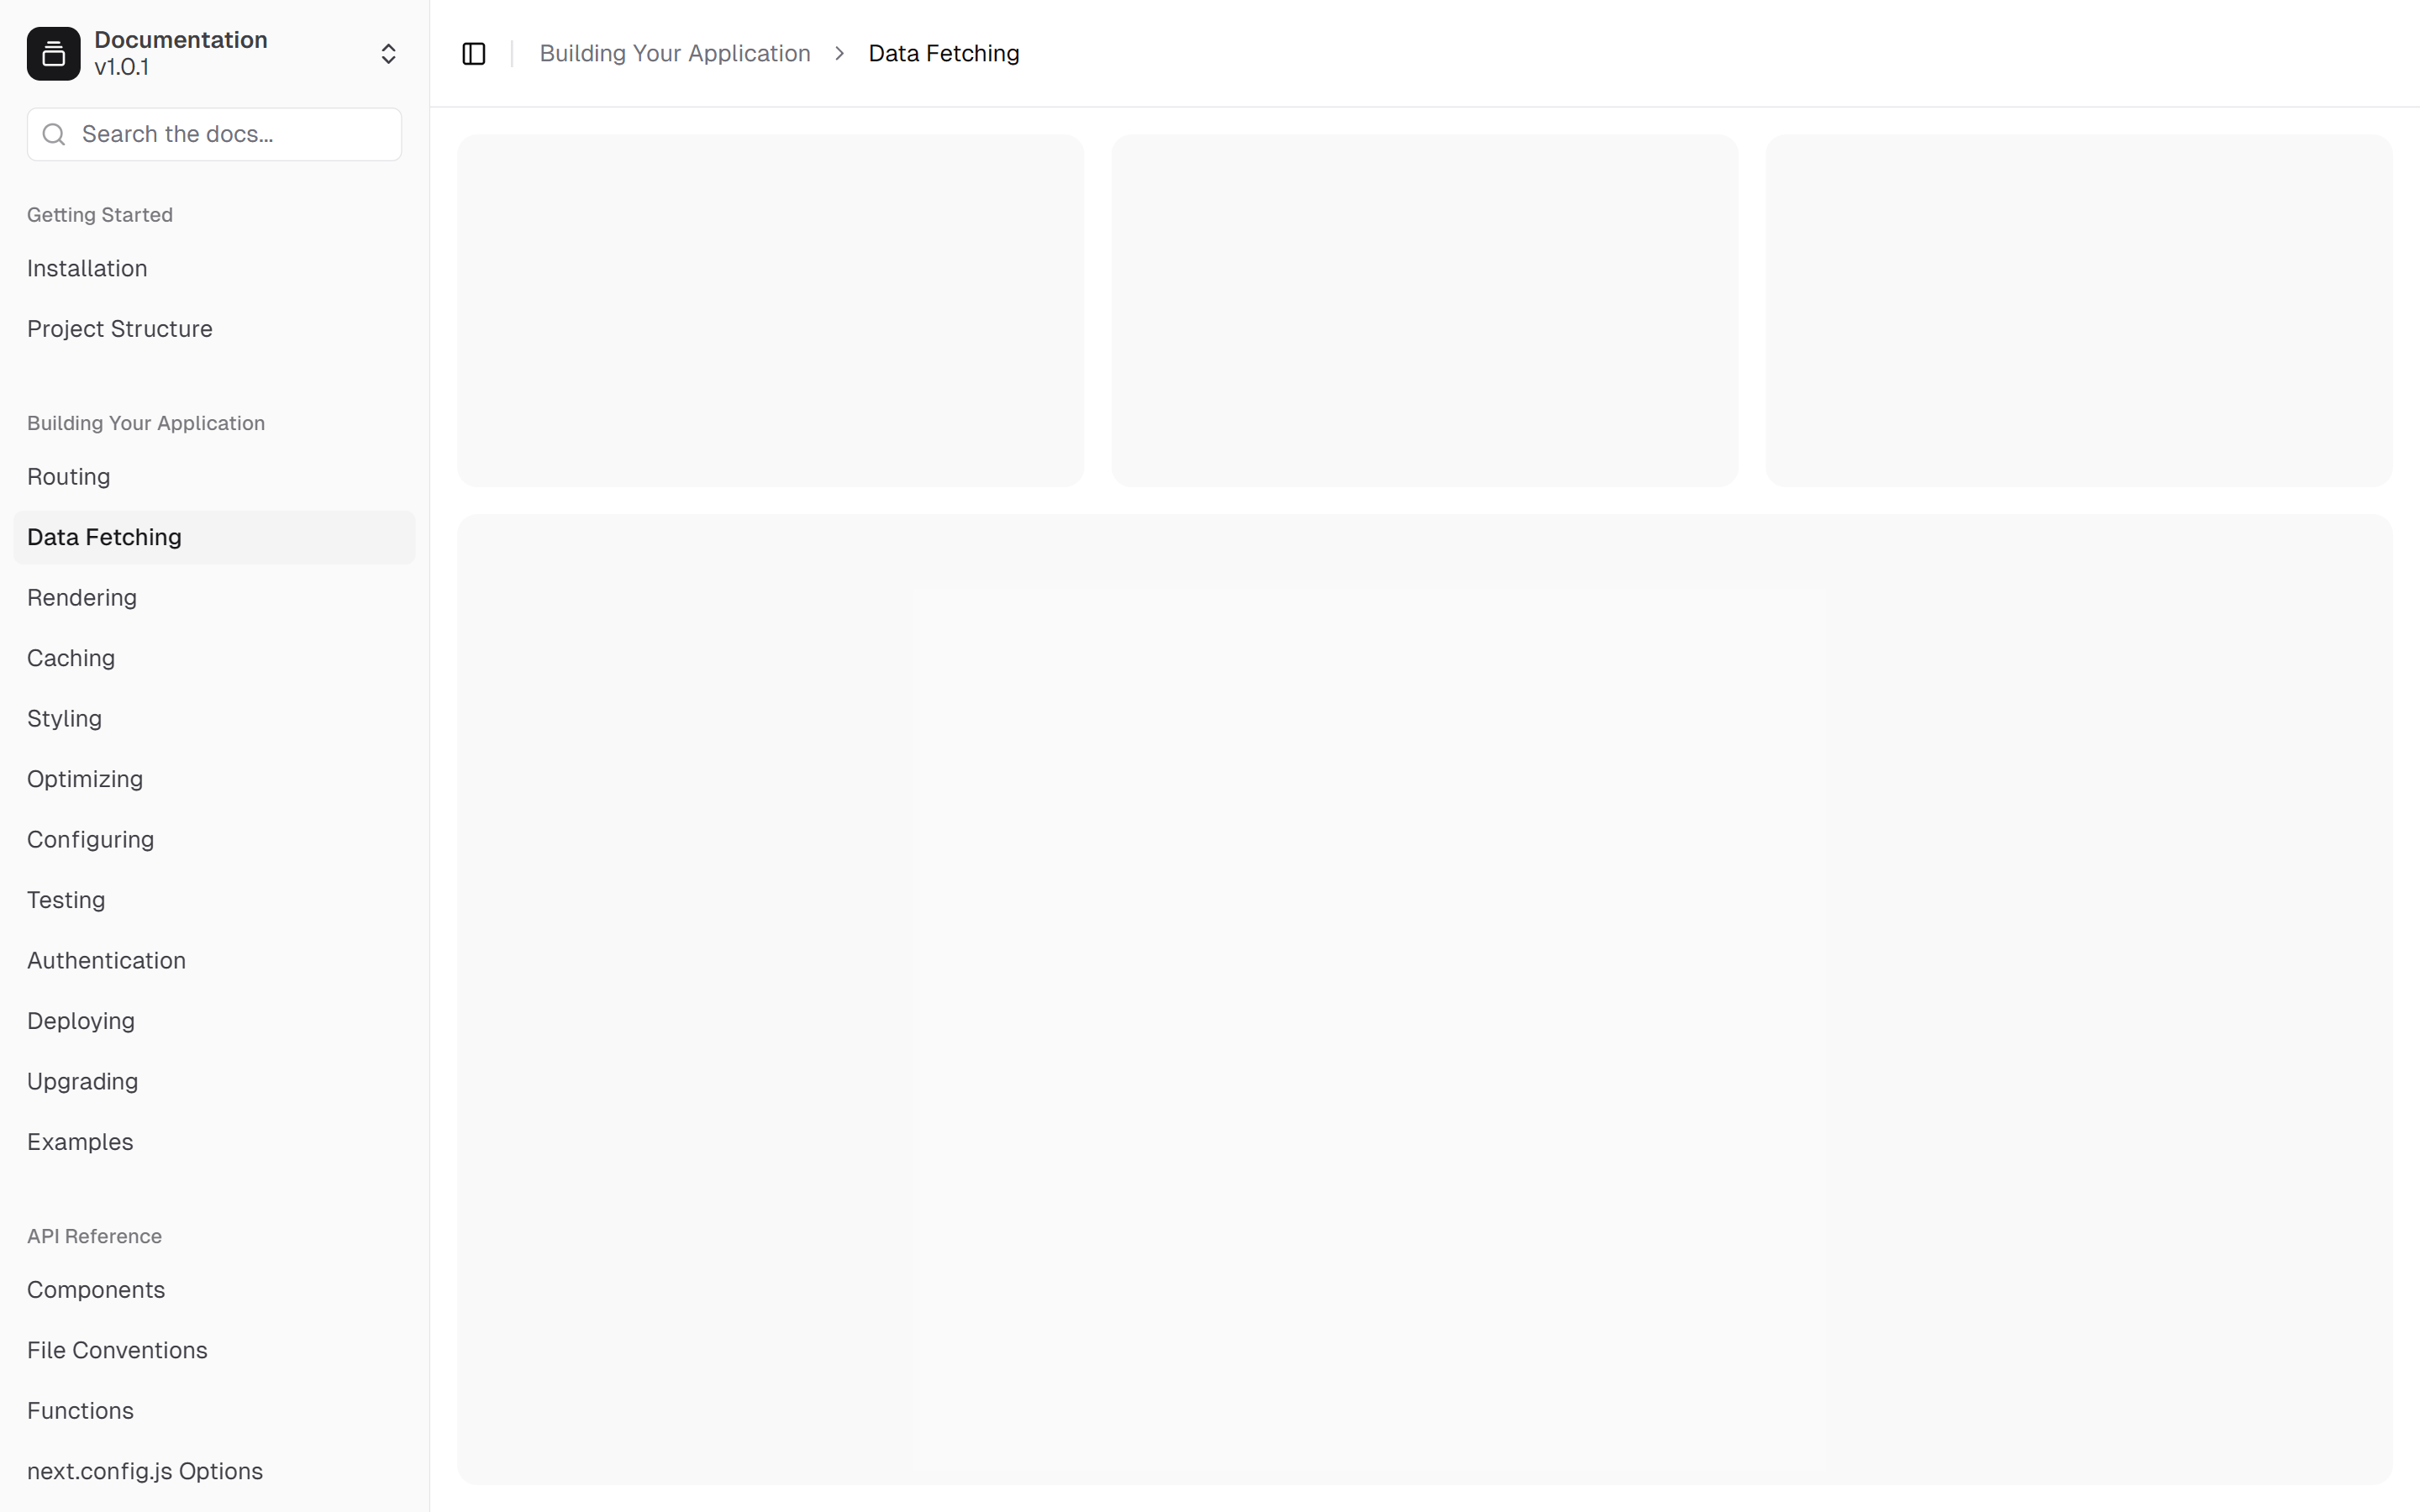 Documentation
v1.0.1
Search the docs...
Getting Started
Installation
Project Structure
Building Your Application
Routing
Data Fetching
Rendering
Caching
Styling
Optimizing
Configuring
Testing
Authentication
Deploying
Upgrading
Examples
API Reference
Components
File Conventions
Functions
next.config.js Options
Building Your Application > Data Fetching